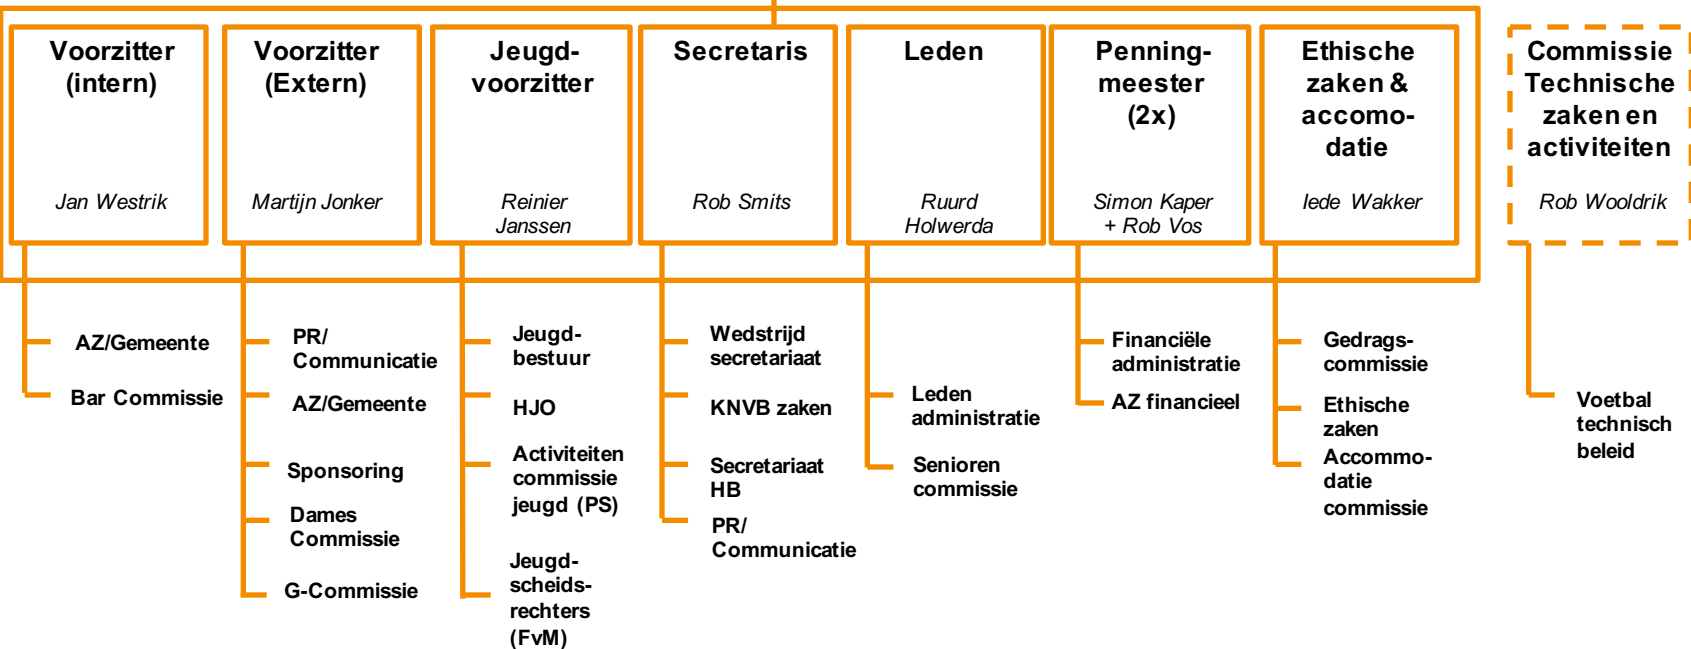 Voorzitter
(intern)
Jan Westrik
AZ/Gemeente
Bar Commissie
Voorzitter
(Extern)
Martijn Jonker
PR/
Communicatie
AZ/Gemeente
Sponsoring
Dames
Commissie
G-Commissie
Jeugd-
voorzitter
Reinier
Janssen
Jeugd-
bestuur
HJO
Activiteiten
commissie
jeugd (PS)
Jeugd-
scheids-
rechters
(FvM)
Secretaris
Rob Smits
Wedstrijd
secretariaat
KNVB zaken
Secretariaat
HB
PR/
Communicatie
Leden
Ruurd
Holwerda
Leden
administratie
Senioren
commissie
Penning-
meester
(2x)
Simon Kaper
+ Rob Vos
Financiële
administratie
AZ financieel
Ethische
zaken &
accomo-
datie
Iede Wakker
Gedrags-
commissie
Ethische
zaken
Accommo-
datie
commissie
Commissie
Technische
zaken en
activiteiten
Rob Wooldrik
Voetbal
technisch
beleid